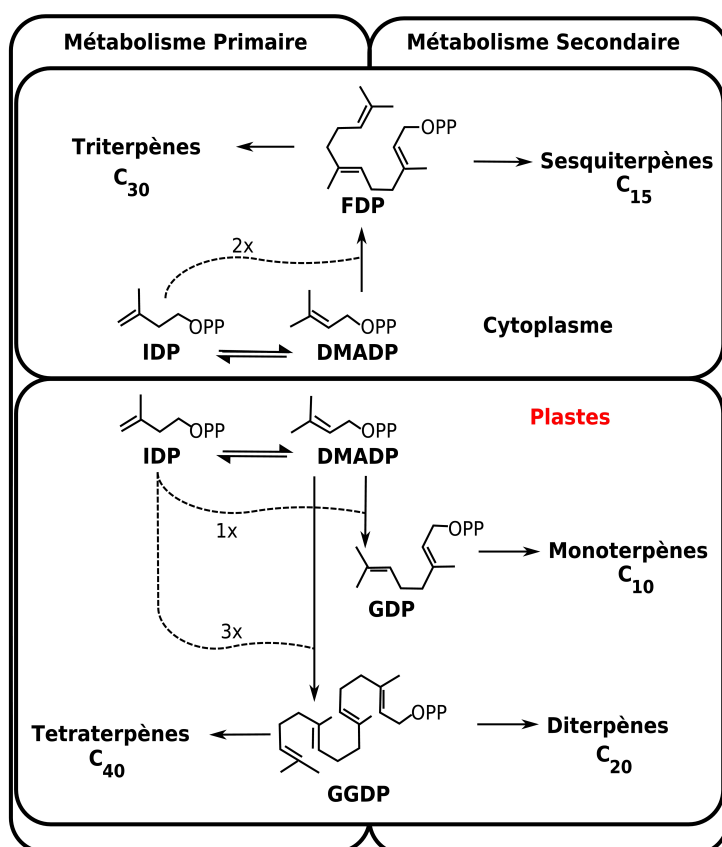 Métabolisme Primaire
Métabolisme Secondaire
OPP
Triterpènes
C30
Sesquiterpènes
C15
FDP
2x
OPP
OPP
IDP
DMADP
Cytoplasme
Plastes
OPP
OPP
IDP
DMADP
1x
OPP
Monoterpènes
C10
GDP
3x
OPP
Tetraterpènes
C40
Diterpènes
C20
GGDP